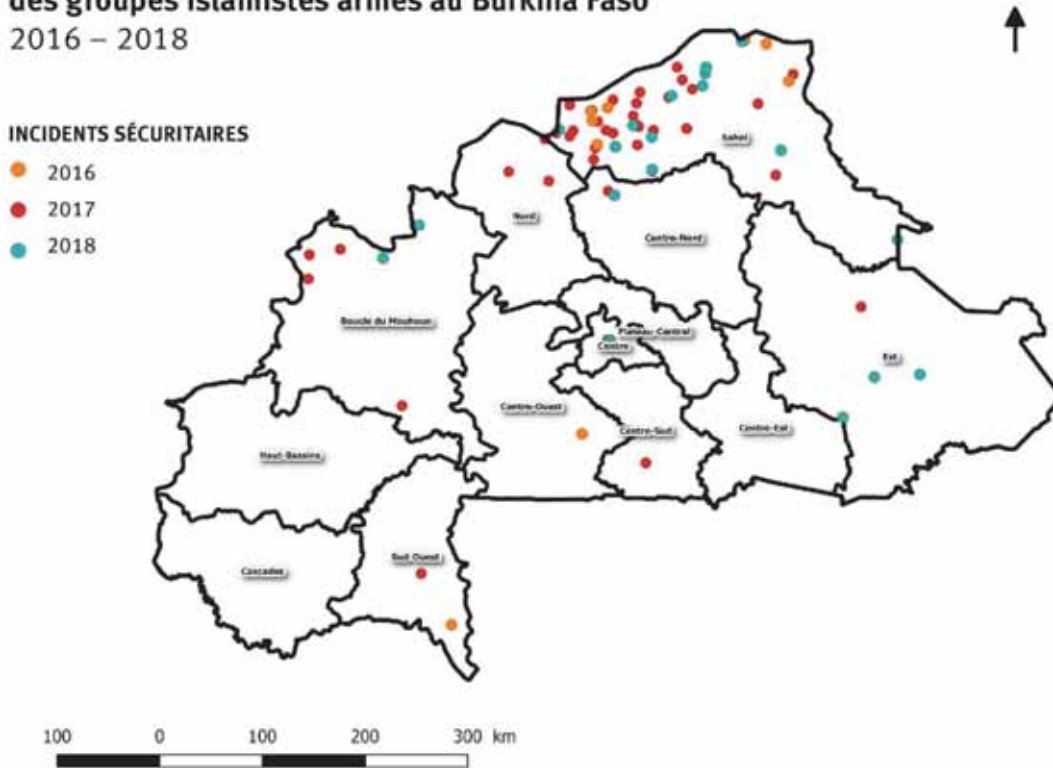 des groupes islamistes armés au Burkina Faso
2016 – 2018
INCIDENTS SÉCURITAIRES
2016
2017
2018
Sahel
Nord
Centre-Nord
Boucle du Mouhoun
Plateau-Central
Centre
Est
Centre-Ouest
Centre-Sud
Centre-Est
Haut-Bassins
Sud-Ouest
Cascades
100 0 100 200 300 km